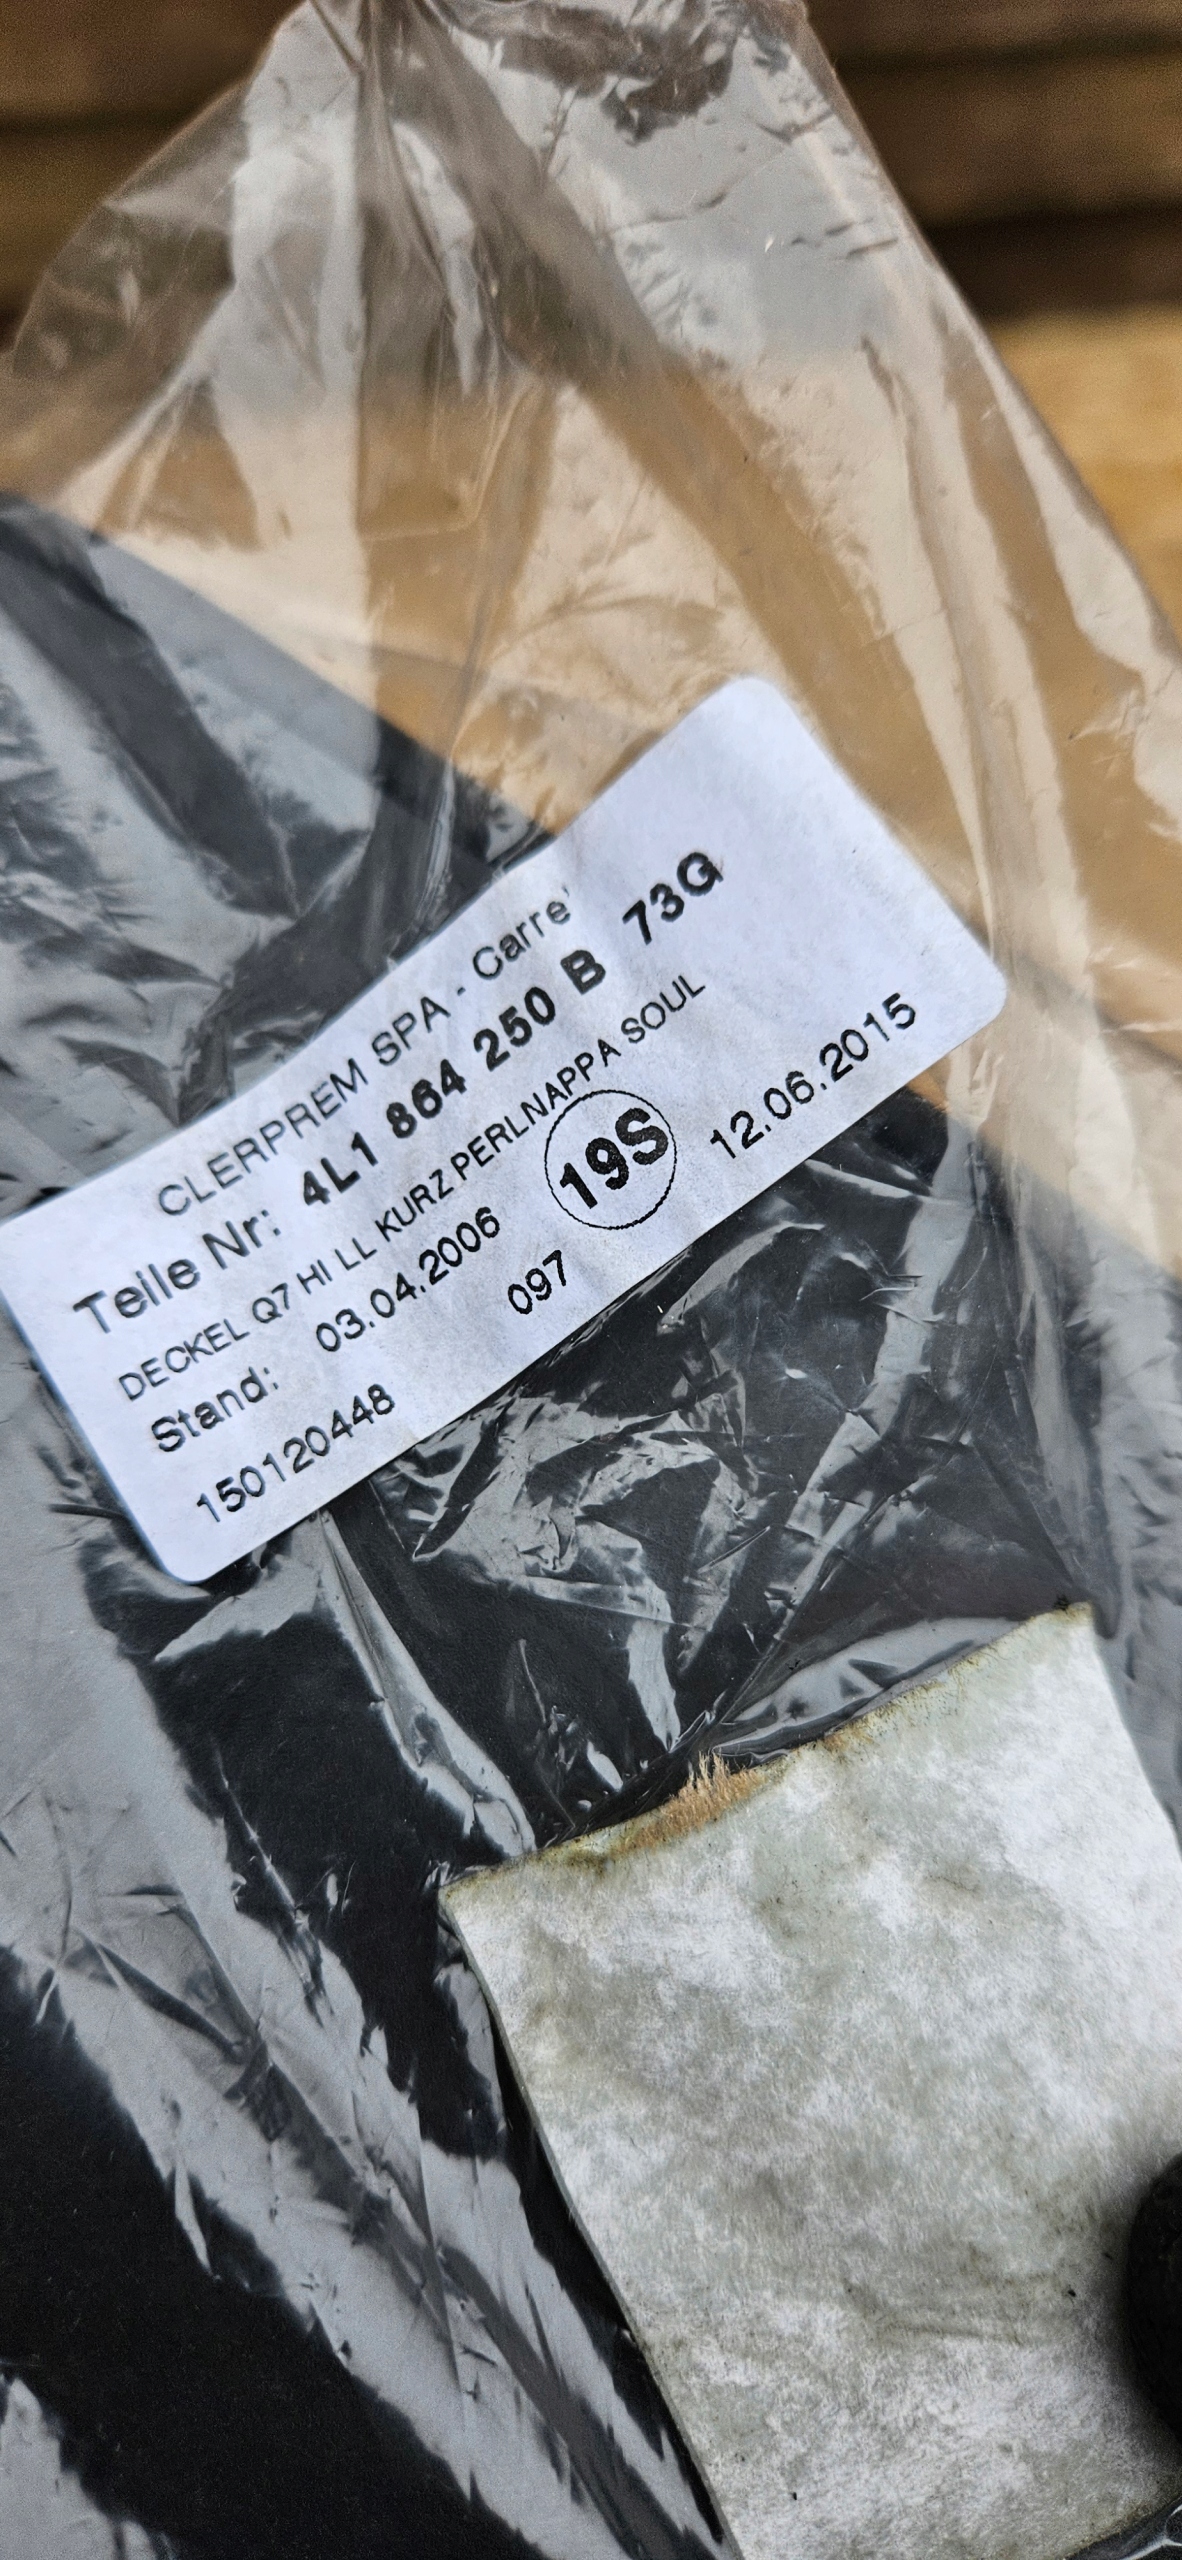 CLERPREM SPA - Carre'
Teile Nr: 4L1 864 250 B 73G
DECKEL Q7 HI LL KURZ PERLNAPPA SOUL
Stand: 03.04.2006 19S 12.06.2015
150120448 097